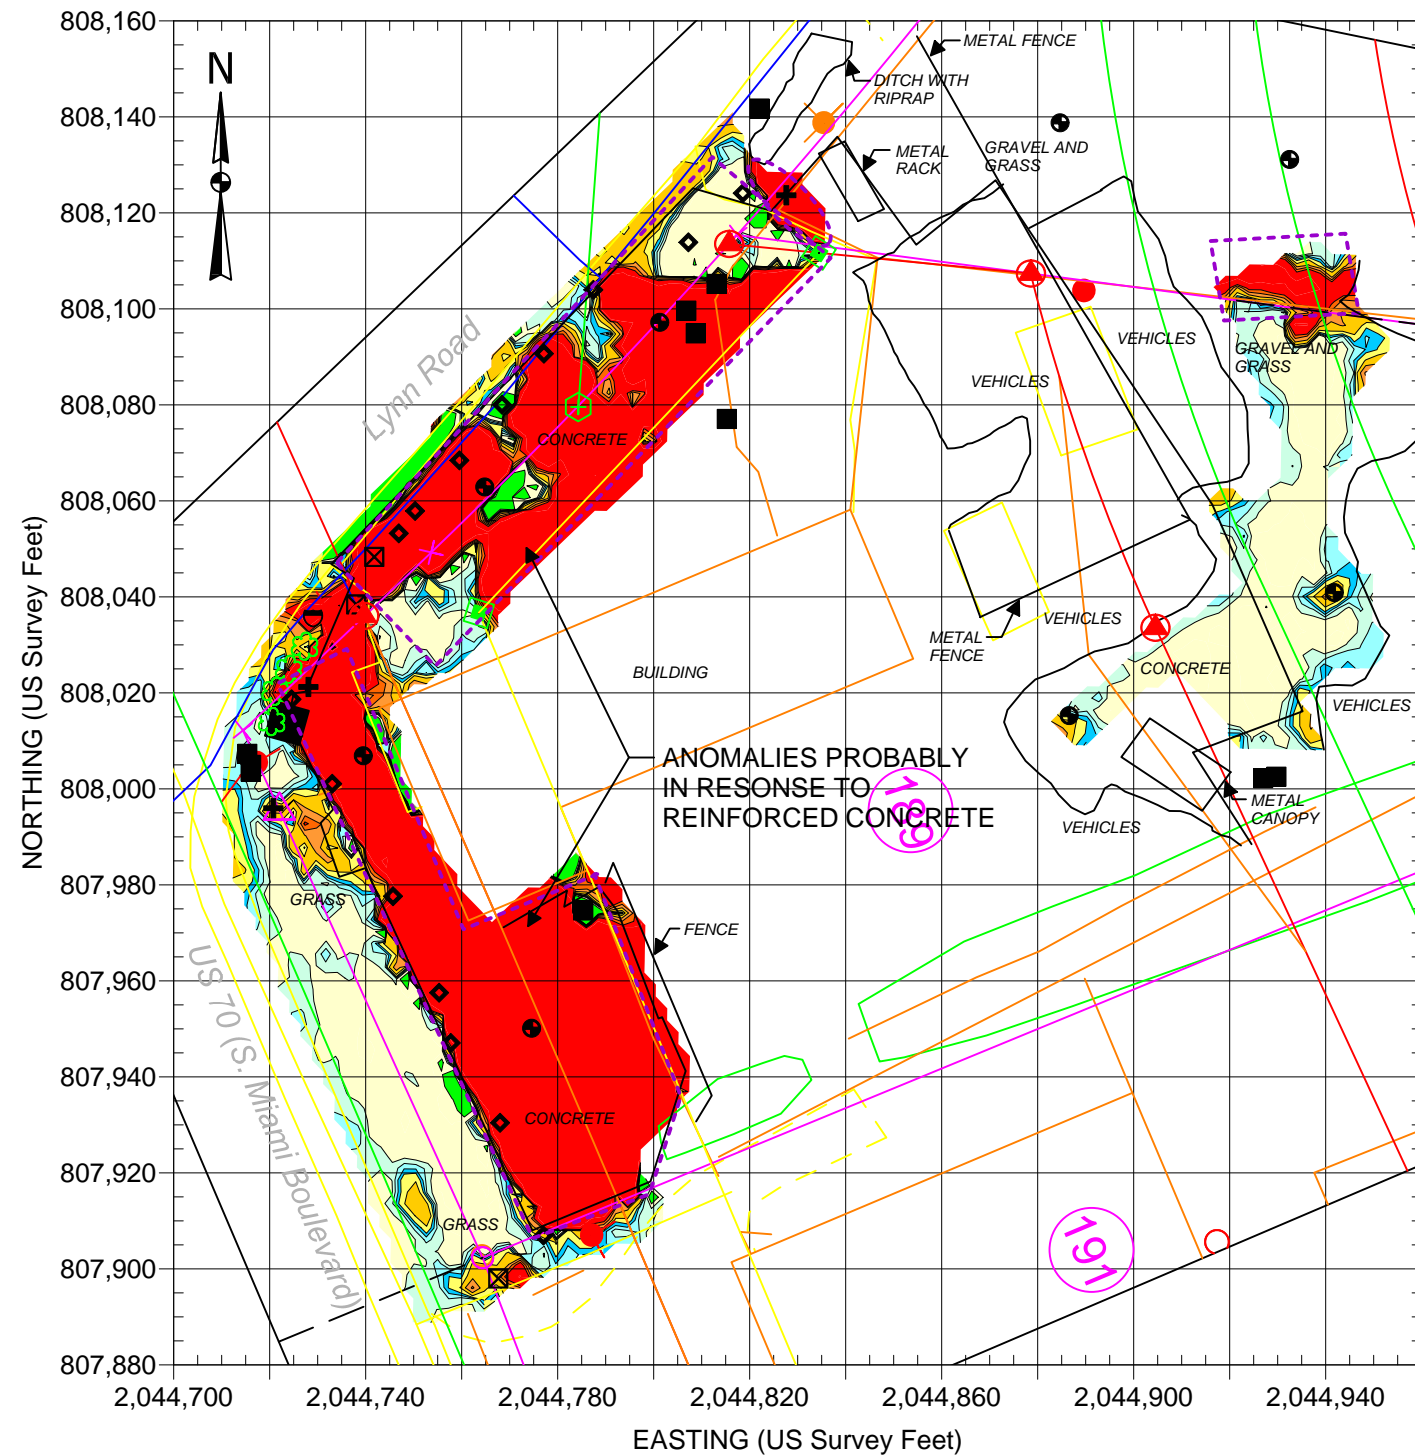 808,160
808,140
808,120
808,100
808,080
808,060
808,040
808,020
808,000
807,980
807,960
807,940
807,920
807,900
807,880
NORTHING (US Survey Feet)
N
METAL FENCE
DITCH WITH
RIPRAP
METAL
RACK
GRAVEL AND
GRASS
Lynn Road
VEHICLES
VEHICLES
GRAVEL AND
GRASS
CONCRETE
METAL
FENCE
VEHICLES
BUILDING
CONCRETE
VEHICLES
ANOMALIES PROBABLY
IN RESONSE TO
REINFORCED CONCRETE
189
METAL
CANOPY
VEHICLES
GRASS
FENCE
US 70 (S. Miami Boulevard)
CONCRETE
GRASS
191
2,044,700
2,044,740
2,044,780
2,044,820
2,044,860
2,044,900
2,044,940
EASTING (US Survey Feet)